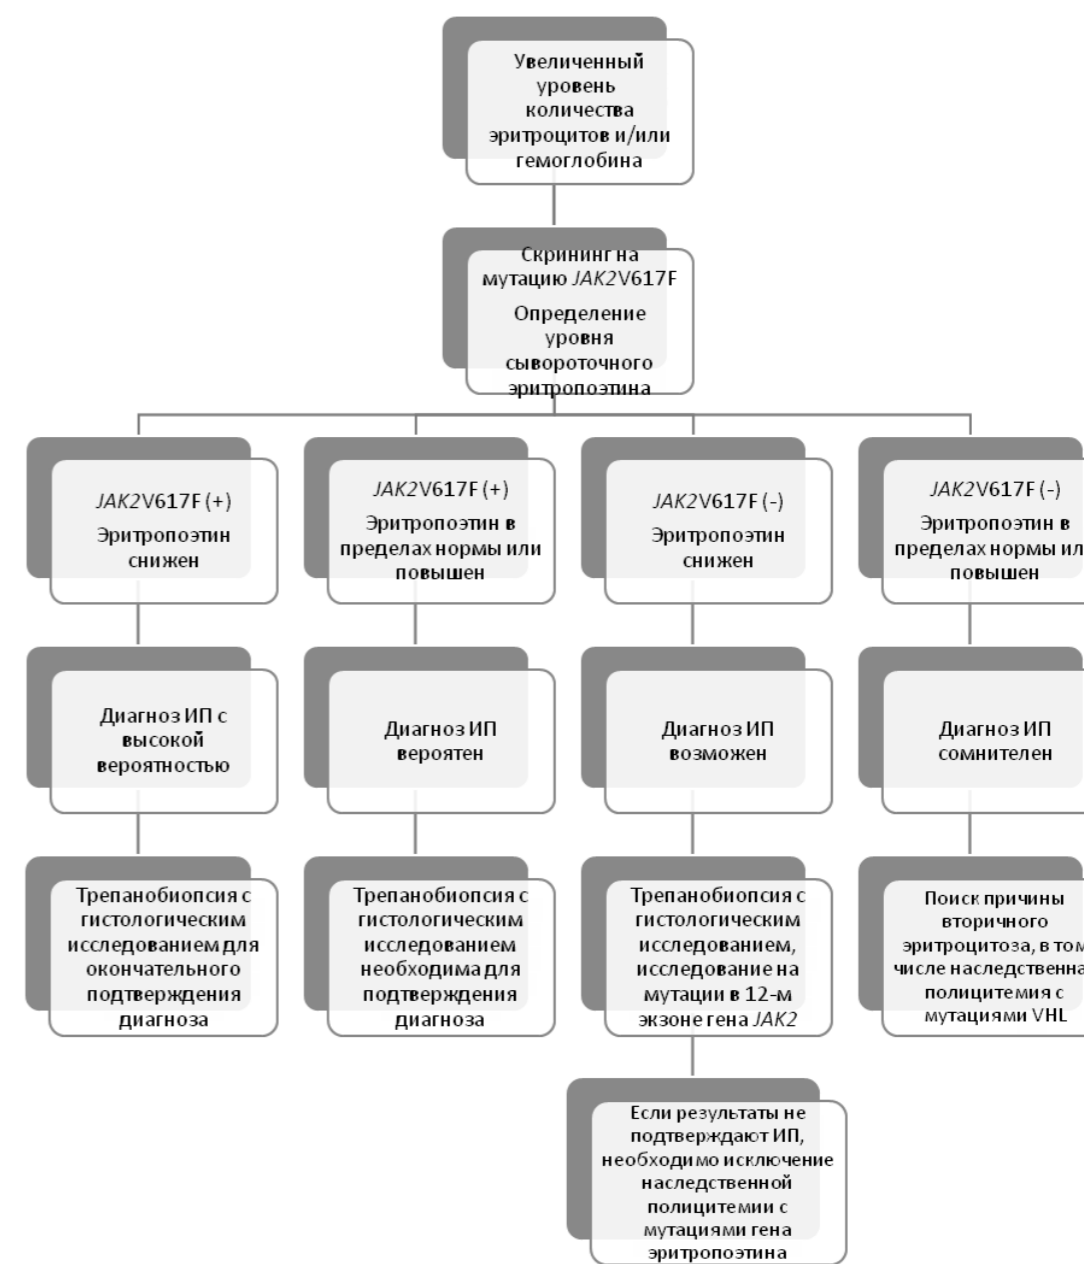 Увеличенный
уровень
количества
эритроцитов и/или
гемоглобина
Скрининг на
мутацию JAK2V617F
Определение
уровня
сывороточного
эритропоэтина
JAK2V617F (+)
Эритропоэтин
снижен
JAK2V617F (+)
Эритропоэтин в
пределах нормы или
повышен
JAK2V617F (-)
Эритропоэтин
снижен
JAK2V617F (-)
Эритропоэтин в
пределах нормы ил
повышен
Диагноз ИП с
высокой
вероятностью
Диагноз ИП
вероятен
Диагноз ИП
возможен
Диагноз ИП
сомнителен
Трепанобиопсия с
гистологическим
исследованием для
окончательного
подтверждения
диагноза
Трепанобиопсия с
гистологическим
исследованием
необходима для
подтверждения
диагноза
Трепанобиопсия с
гистологическим
исследованием,
исследование на
мутации в 12-м
экзоне гена JAK2
Поиск причины
вторичного
эритроцитоза, в том
числе наследственна
полицитемия с
мутациями VHL
Если результаты не
подтверждают ИП,
необходимо исключение
наследственной
полицитемии с
мутациями гена
эритропоэтина